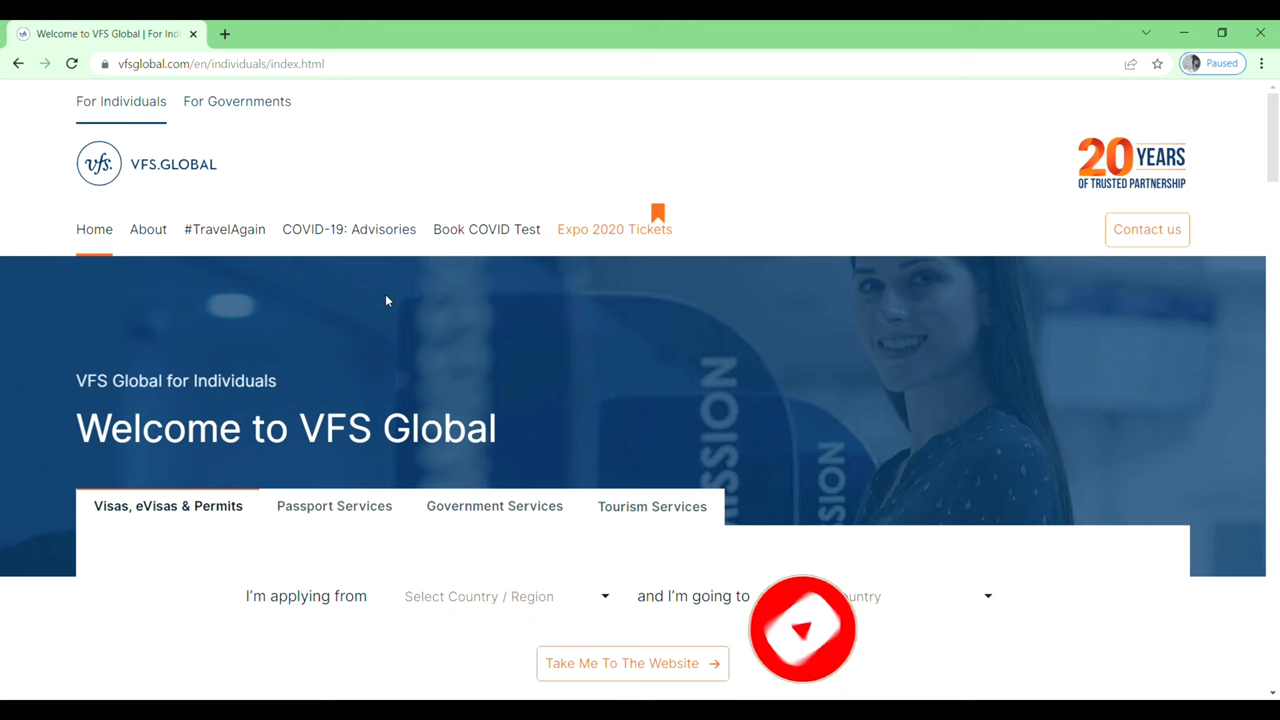 Welcome to VFS Global | For Ind
vfsglobal.com/en/individuals/index.html
Paused
For Individuals
For Governments
vfs. VFS.GLOBAL
20 YEARS
OF TRUSTED PARTNERSHIP
Home
About
#TravelAgain
COVID-19: Advisories
Book COVID Test
Expo 2020 Tickets
Contact us
VFS Global for Individuals
Welcome to VFS Global
Visas, eVisas & Permits
Passport Services
Government Services
Tourism Services
I'm applying from
Select Country / Region
and I'm going to
Take Me To The Website